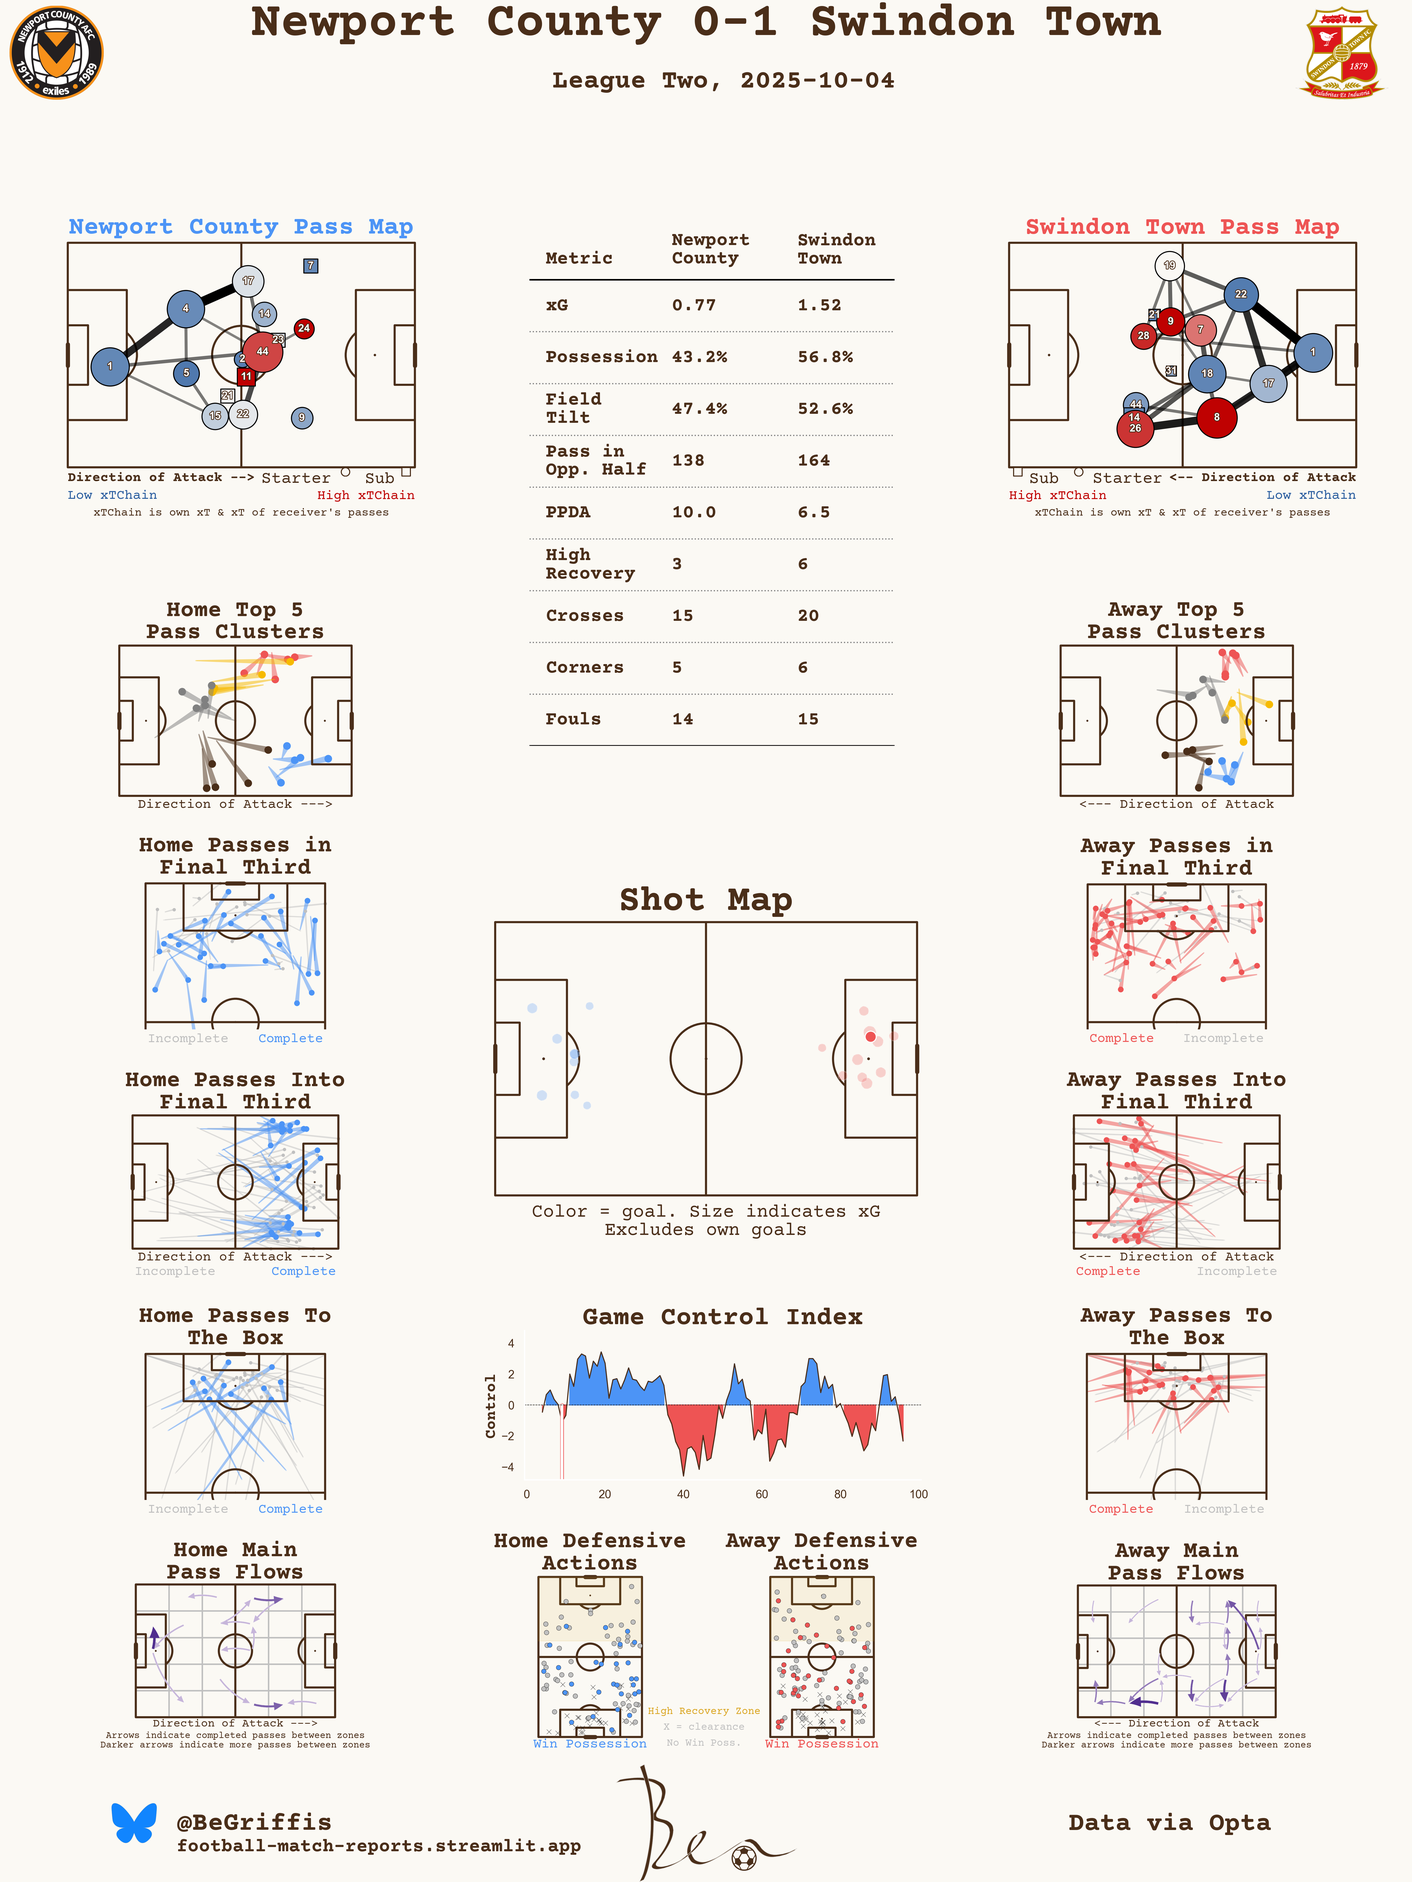 Newport County 0-1 Swindon Town
League Two, 2025-10-04
NEWPORT COUNTY AFC
1912 exiles 1989
SWINDON TOWN FC
1879
Salubritas Et Industria
Newport County Pass Map
17
7
4
14
24
23
44
1
5
2
11
21
15
22
9
Direction of Attack --> Starter Sub
Low xTChain High xTChain
xTChain is own xT & xT of receiver's passes
Metric Newport County Swindon Town
xG 0.77 1.52
Possession 43.2% 56.8%
Field Tilt 47.4% 52.6%
Pass in Opp. Half 138 164
PPDA 10.0 6.5
High Recovery 3 6
Crosses 15 20
Corners 5 6
Fouls 14 15
Swindon Town Pass Map
19
22
21
9
7
28
1
31
18
17
44
14
8
26
Sub Starter <-- Direction of Attack
High xTChain Low xTChain
xTChain is own xT & xT of receiver's passes
Home Top 5
Pass Clusters
Direction of Attack --->
Away Top 5
Pass Clusters
<--- Direction of Attack
Home Passes in
Final Third
Incomplete Complete
Away Passes in
Final Third
Complete Incomplete
Shot Map
Color = goal. Size indicates xG
Excludes own goals
Home Passes Into
Final Third
Direction of Attack --->
Incomplete Complete
Away Passes Into
Final Third
<--- Direction of Attack
Complete Incomplete
Home Passes To
The Box
Incomplete Complete
Game Control Index
Control
4
2
0
−2
−4
0 20 40 60 80 100
Away Passes To
The Box
Complete Incomplete
Home Main
Pass Flows
Direction of Attack --->
Arrows indicate completed passes between zones
Darker arrows indicate more passes between zones
Home Defensive
Actions
Win Possession
Away Defensive
Actions
Win Possession
High Recovery Zone
X = clearance
No Win Poss.
Away Main
Pass Flows
<--- Direction of Attack
Arrows indicate completed passes between zones
Darker arrows indicate more passes between zones
@BeGriffis
football-match-reports.streamlit.app
Ben
Data via Opta